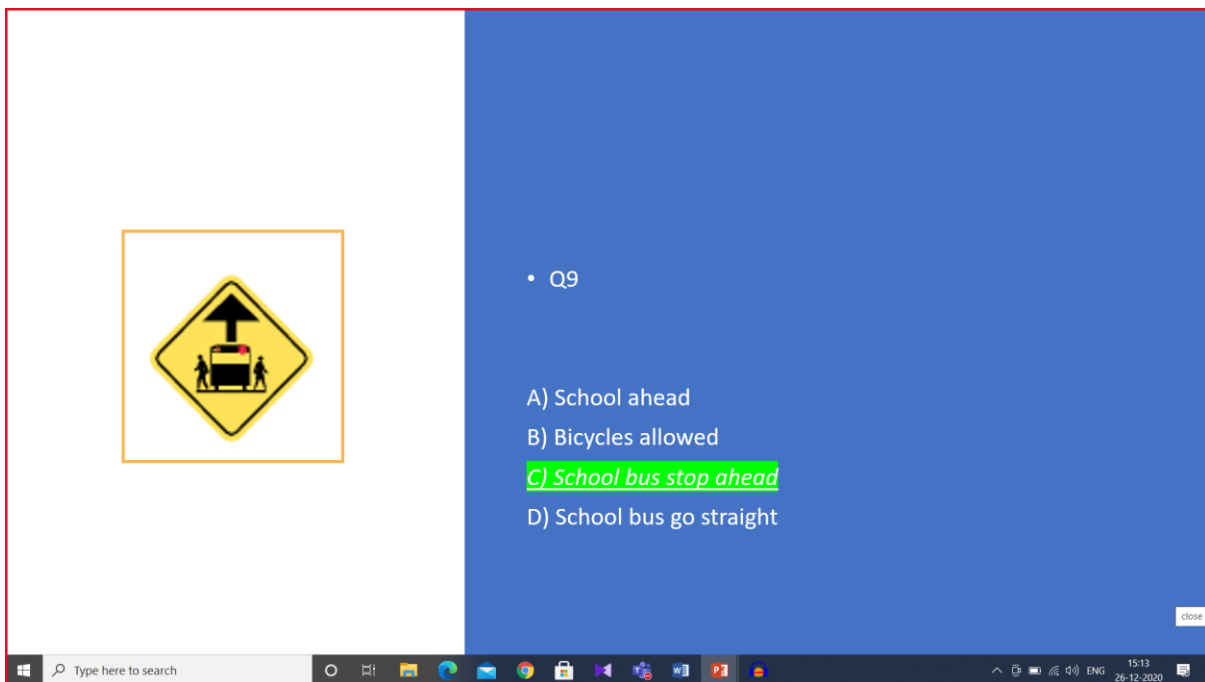 • Q9
A) School ahead
B) Bicycles allowed
C) School bus stop ahead
D) School bus go straight
close
Type here to search
ENG
15:13
26-12-2020